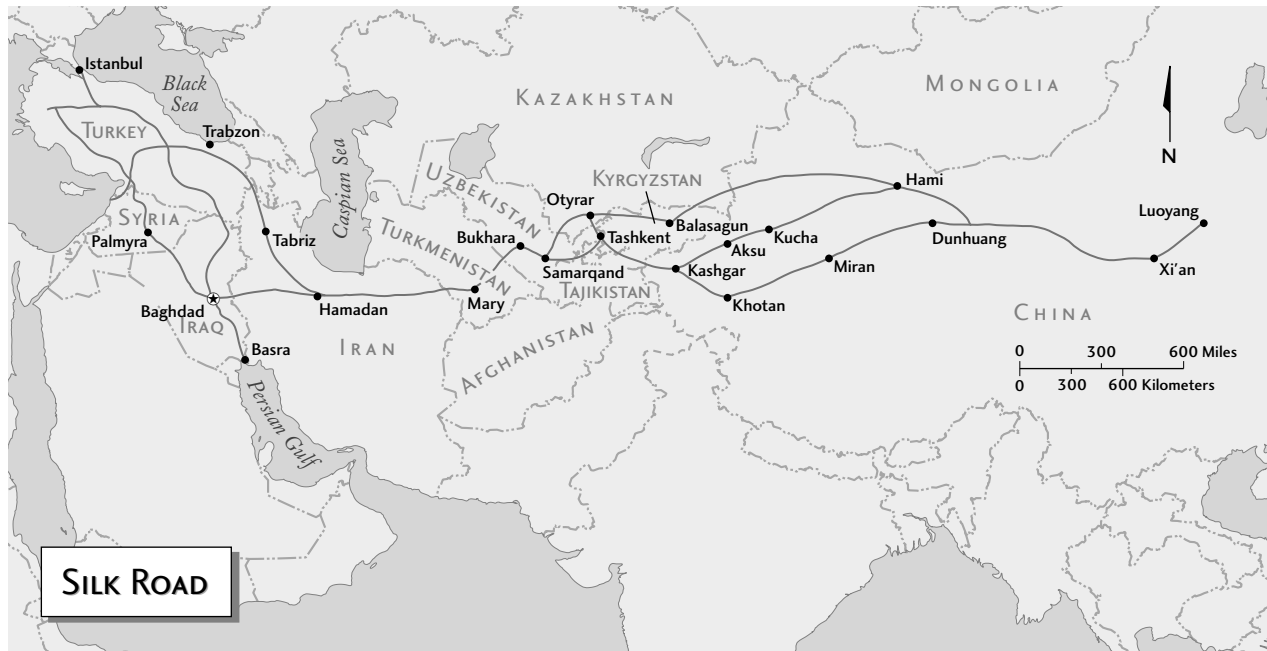 Istanbul
Black
Sea
KAZAKHSTAN
MONGOLIA
TURKEY
Trabzon
Caspian Sea
N
UZBEKISTAN
KYRGYZSTAN
Hami
Otyrar
Luoyang
SYRIA
Palmyra
Tabriz
TURKMENISTAN
Bukhara
Tashkent
Balasagun
Kucha
Dunhuang
Aksu
Samarqand
Kashgar
Miran
Xi'an
TAJIKISTAN
Baghdad
IRAQ
Hamadan
Mary
Khotan
CHINA
Basra
IRAN
AFGHANISTAN
0 300 600 Miles
0 300 600 Kilometers
Persian Gulf
SILK ROAD